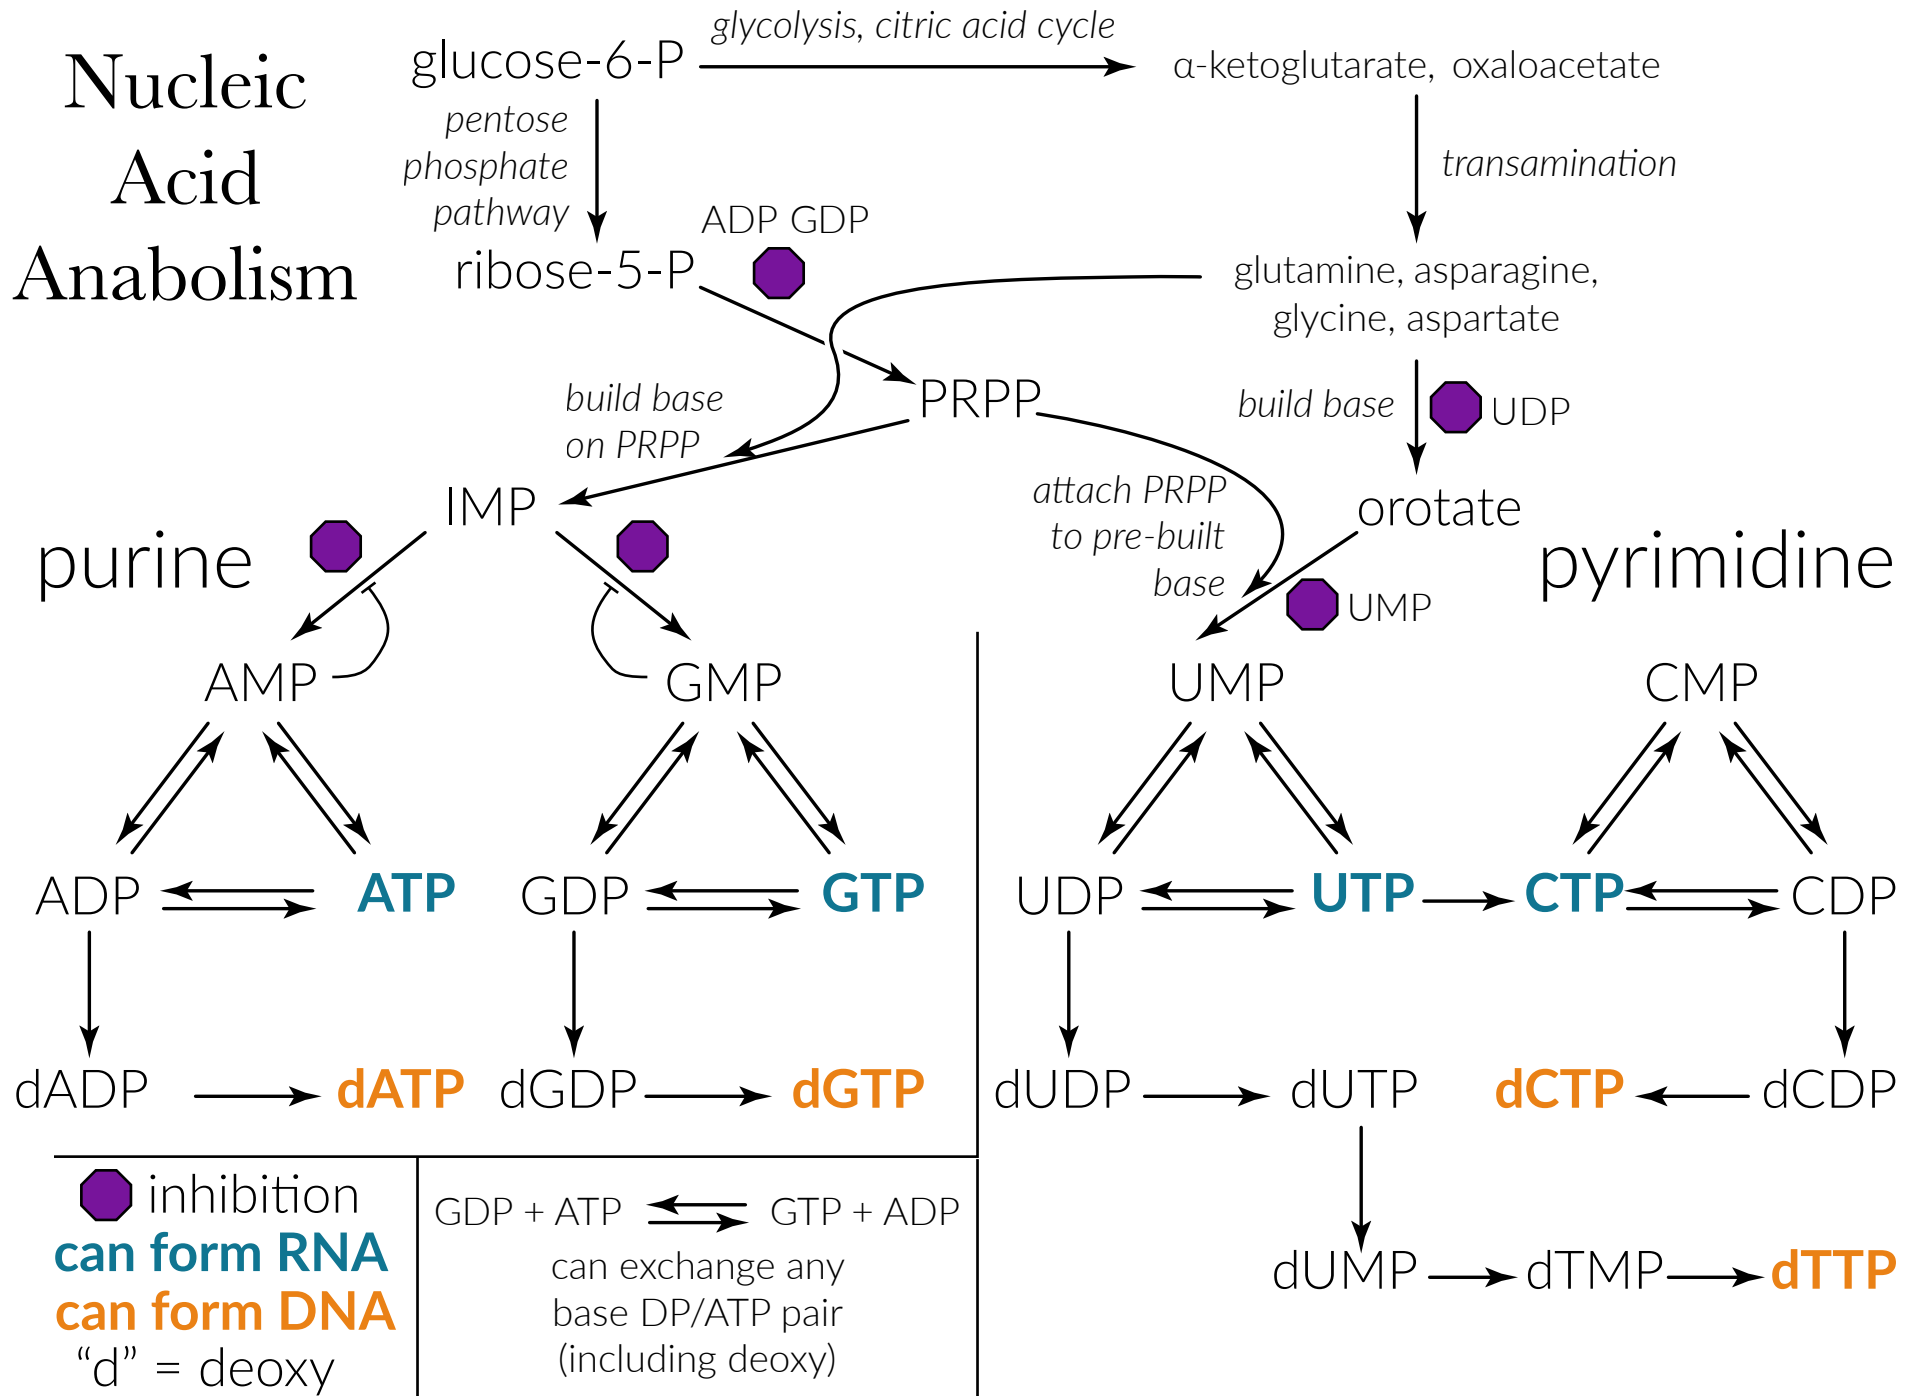 Nucleic
Acid
Anabolism
glucose-6-P
glycolysis, citric acid cycle
α-ketoglutarate, oxaloacetate
pentose
phosphate
pathway
transamination
ribose-5-P
ADP GDP
glutamine, asparagine,
glycine, aspartate
build base
on PRPP
PRPP
build base
UDP
IMP
attach PRPP
to pre-built
base
orotate
purine
pyrimidine
UMP
AMP
GMP
UMP
CMP
ADP
ATP
GDP
GTP
UDP
UTP
CTP
CDP
dADP
dATP
dGDP
dGTP
dUDP
dUTP
dCTP
dCDP
dUMP
dTMP
dTTP
inhibition
can form RNA
can form DNA
“d” = deoxy
GDP + ATP
GTP + ADP
can exchange any
base DP/ATP pair
(including deoxy)